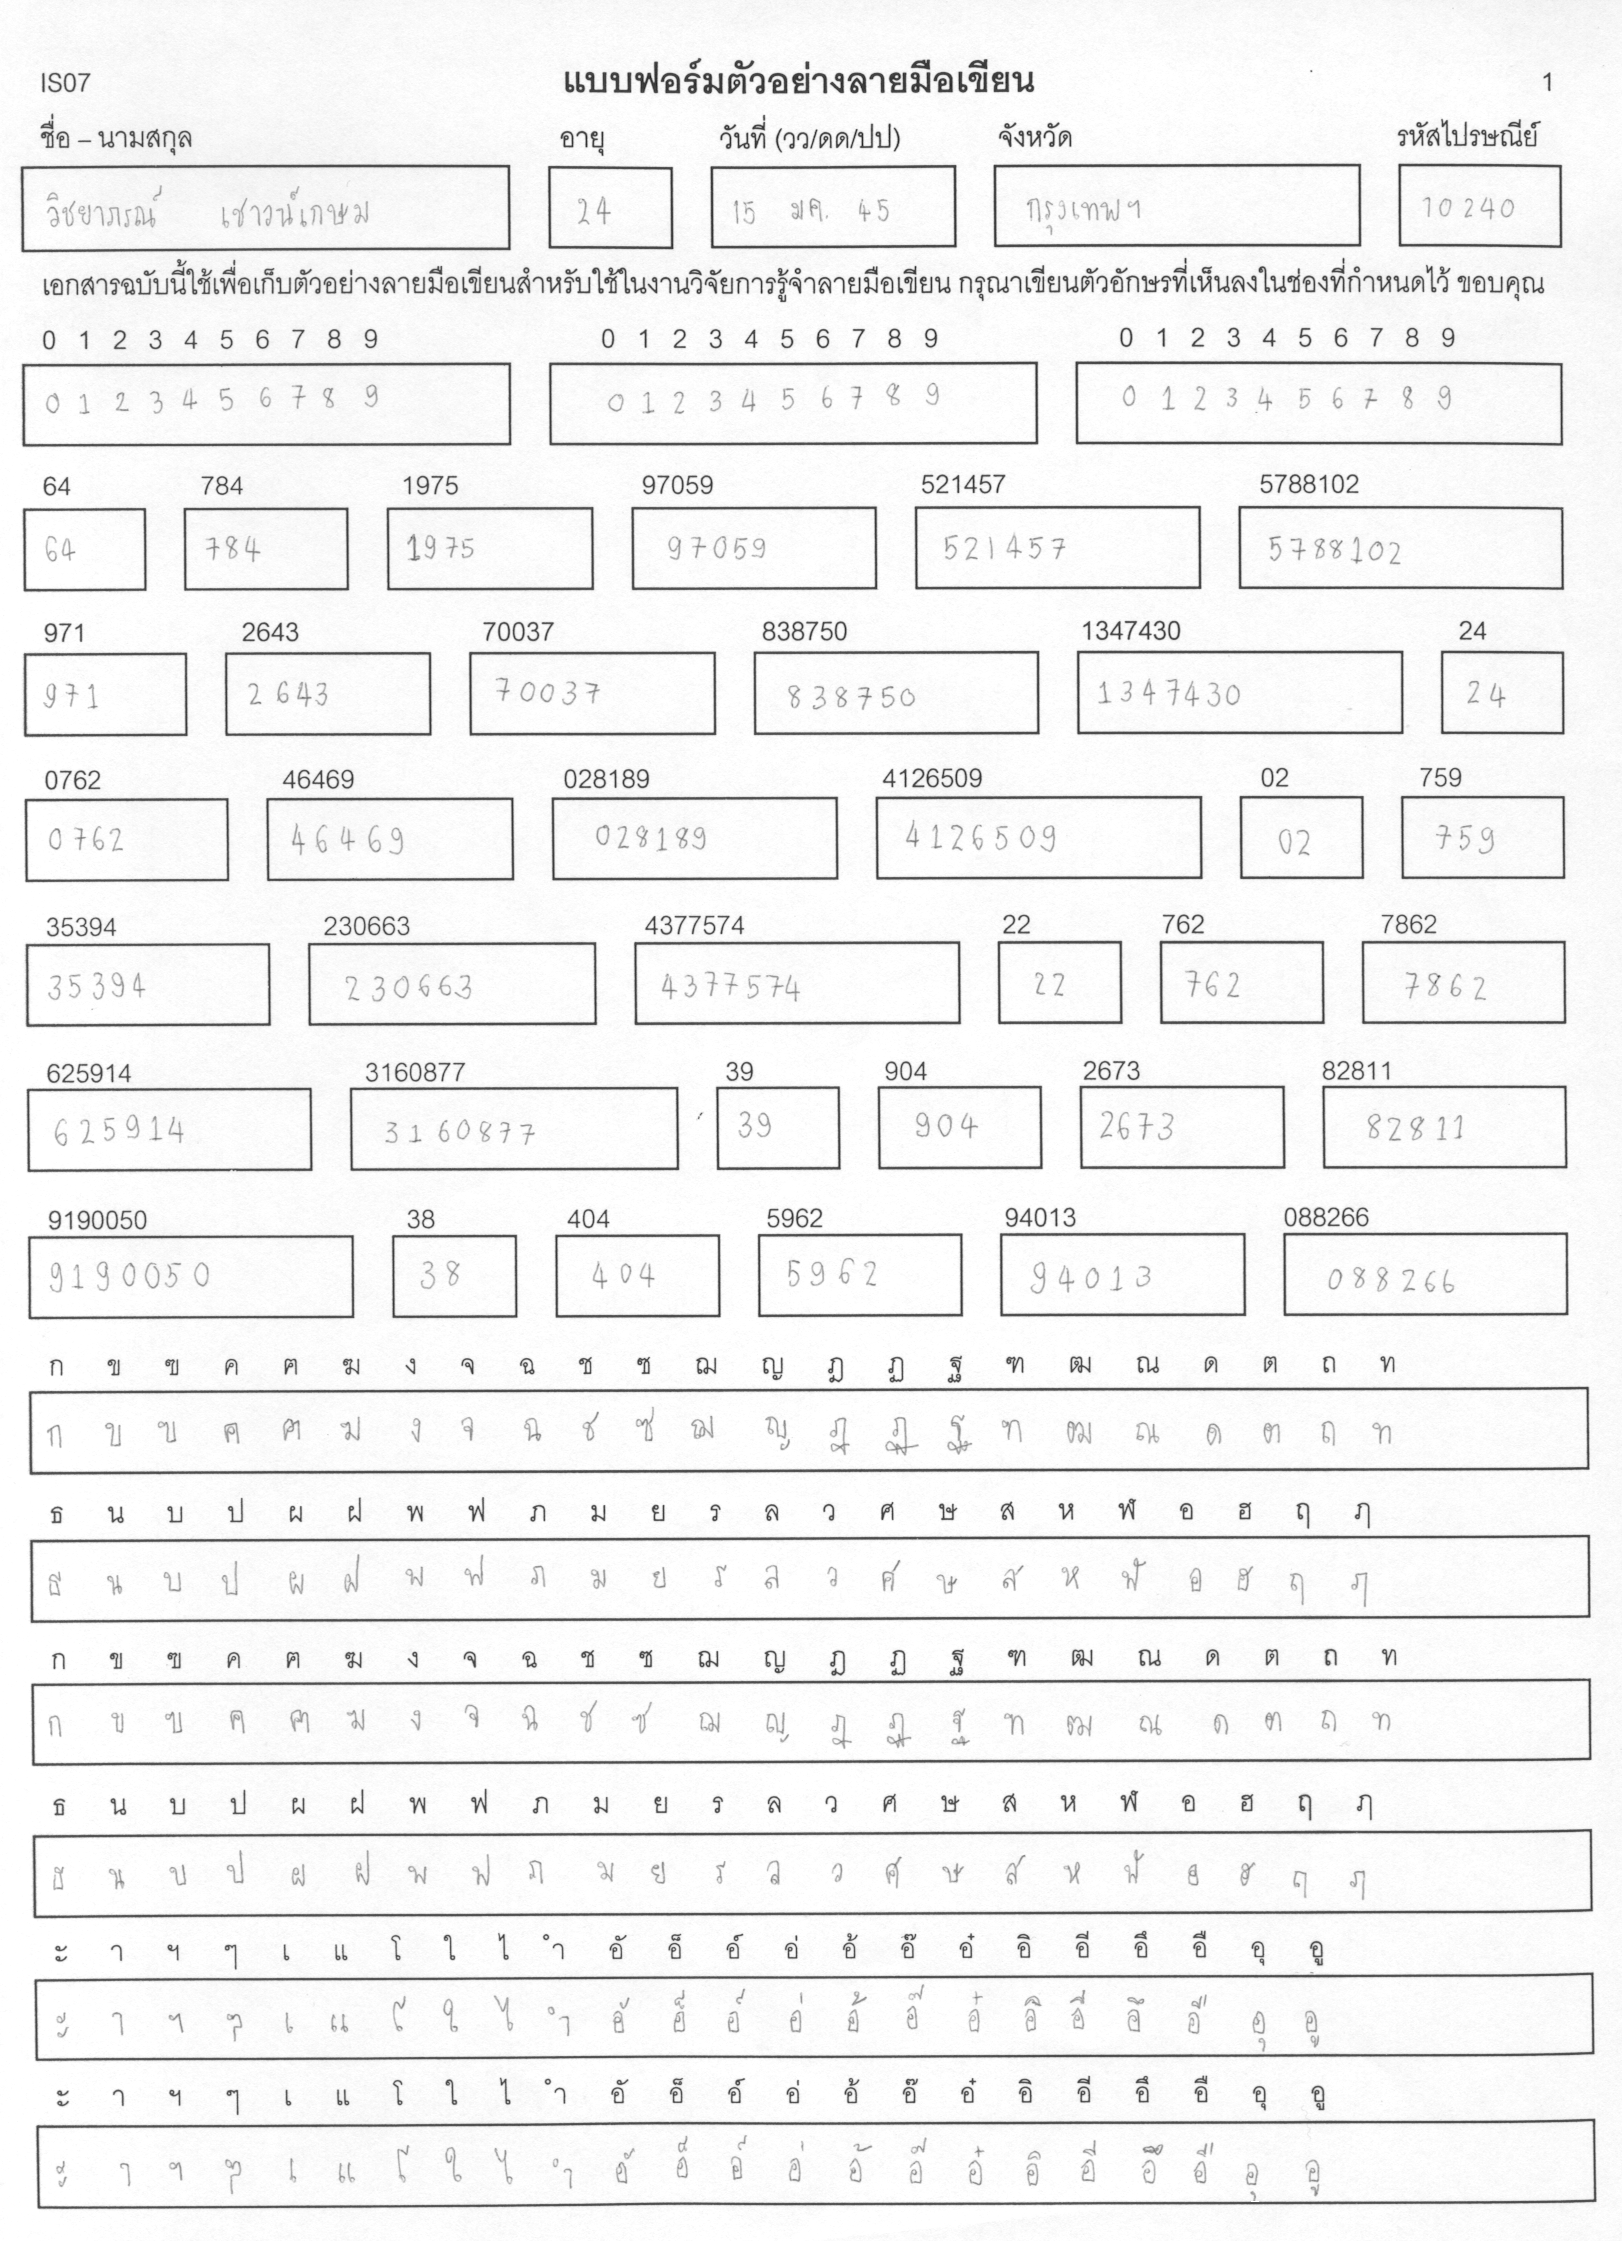 IS07 แบบฟอร์มตัวอย่างลายมือเขียน 1
ชื่อ – นามสกุล อายุ วันที่ (วว/ดด/ปป) จังหวัด รหัสไปรษณีย์
วิชยาภรณ์ เชาวน์เกษม 24 15 มค. 45 กรุงเทพฯ 10240
เอกสารฉบับนี้ใช้เพื่อเก็บตัวอย่างลายมือเขียนสำหรับใช้ในงานวิจัยการรู้จำลายมือเขียน กรุณาเขียนตัวอักษรที่เห็นลงในช่องที่กำหนดไว้ ขอบคุณ
0 1 2 3 4 5 6 7 8 9 0 1 2 3 4 5 6 7 8 9 0 1 2 3 4 5 6 7 8 9
0 1 2 3 4 5 6 7 8 9 0 1 2 3 4 5 6 7 8 9 0 1 2 3 4 5 6 7 8 9
64 784 1975 97059 521457 5788102
64 784 1975 97059 521457 5788102
971 2643 70037 838750 1347430 24
971 2643 70037 838750 1347430 24
0762 46469 028189 4126509 02 759
0762 46469 028189 4126509 02 759
35394 230663 4377574 22 762 7862
35394 230663 4377574 22 762 7862
625914 3160877 39 904 2673 82811
625914 3160877 39 904 2673 82811
9190050 38 404 5962 94013 088266
9190050 38 404 5962 94013 088266
ก ข ฃ ค ฅ ฆ ง จ ฉ ช ซ ฌ ญ ฎ ฏ ฐ ฑ ฒ ณ ด ต ถ ท
ก ข ฃ ค ฅ ฆ ง จ ฉ ช ซ ฌ ญ ฎ ฏ ฐ ฑ ฒ ณ ด ต ถ ท
ธ น บ ป ผ ฝ พ ฟ ภ ม ย ร ล ว ศ ษ ส ห ฬ อ ฮ ฤ ฦ
ธ น บ ป ผ ฝ พ ฟ ภ ม ย ร ล ว ศ ษ ส ห ฬ อ ฮ ฤ ฦ
ก ข ฃ ค ฅ ฆ ง จ ฉ ช ซ ฌ ญ ฎ ฏ ฐ ฑ ฒ ณ ด ต ถ ท
ก ข ฃ ค ฅ ฆ ง จ ฉ ช ซ ฌ ญ ฎ ฏ ฐ ฑ ฒ ณ ด ต ถ ท
ธ น บ ป ผ ฝ พ ฟ ภ ม ย ร ล ว ศ ษ ส ห ฬ อ ฮ ฤ ฦ
ธ น บ ป ผ ฝ พ ฟ ภ ม ย ร ล ว ศ ษ ส ห ฬ อ ฮ ฤ ฦ
ะ า ฯ ๆ เ แ โ ใ ไ ำ อั อ็ อ์ อ่ อ้ อ๊ อ๋ อิ อี อึ อื อุ อู
ะ า ฯ ๆ เ แ โ ใ ไ ำ อั อ็ อ์ อ่ อ้ อ๊ อ๋ อิ อี อึ อื อุ อู
ะ า ฯ ๆ เ แ โ ใ ไ ำ อั อ็ อ์ อ่ อ้ อ๊ อ๋ อิ อี อึ อื อุ อู
ะ า ฯ ๆ เ แ โ ใ ไ ำ อั อ็ อ์ อ่ อ้ อ๊ อ๋ อิ อี อึ อื อุ อู